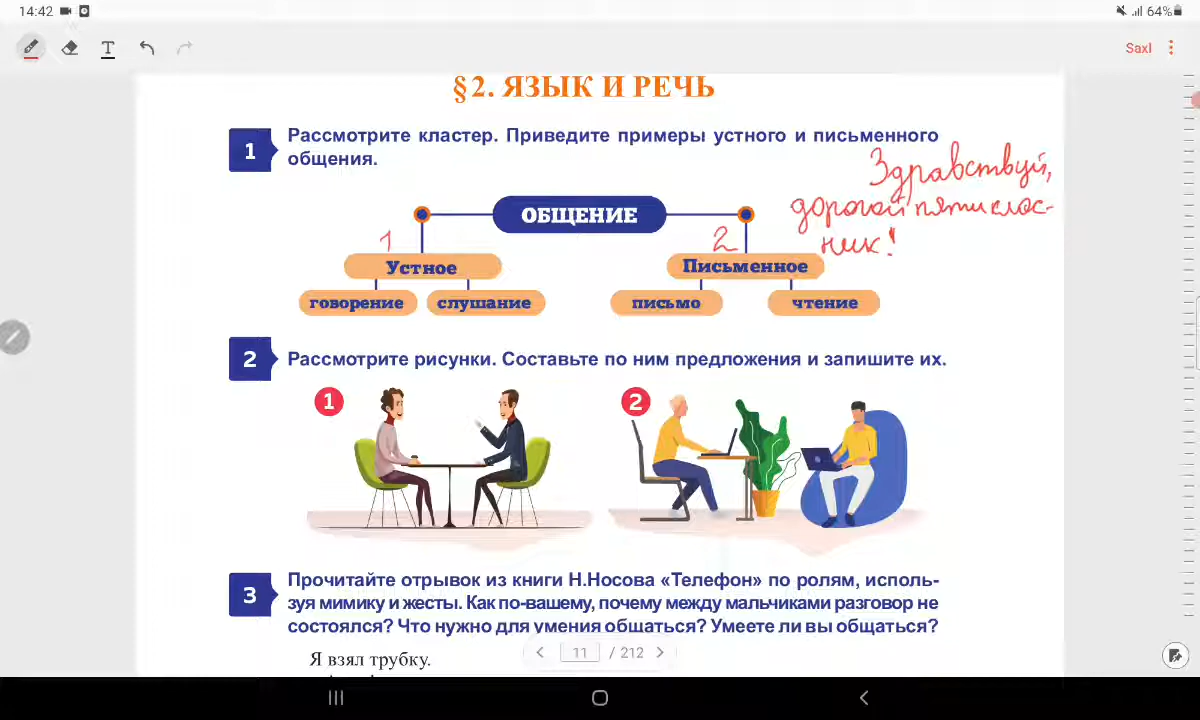 14:42
64%
T
Saxl
§ 2. ЯЗЫК И РЕЧЬ
1
Рассмотрите кластер. Приведите примеры устного и письменного
общения.
Здравствуй,
дорогой пятиклас-
ник!
ОБЩЕНИЕ
1
2
Устное
Письменное
говорение
слушание
письмо
чтение
2
Рассмотрите рисунки. Составьте по ним предложения и запишите их.
1
2
3
Прочитайте отрывок из книги Н.Носова «Телефон» по ролям, исполь-
зуя мимику и жесты. Как по-вашему, почему между мальчиками разговор не
состоялся? Что нужно для умения общаться? Умеете ли вы общаться?
Я взял трубку.
11 / 212